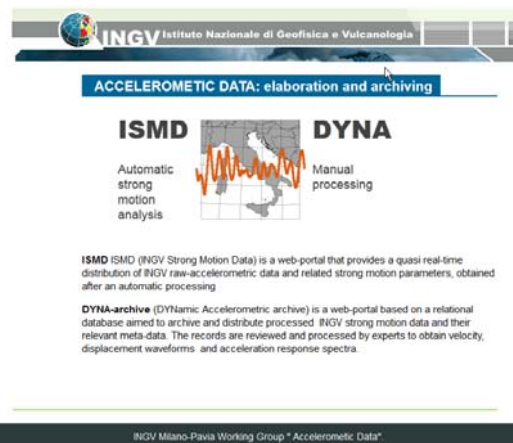 INGV Istituto Nazionale di Geofisica e Vulcanologia
ACCELEROMETIC DATA: elaboration and archiving
ISMD
DYNA
Automatic
strong
motion
analysis
Manual
processing
ISMD ISMD (INGV Strong Motion Data) is a web-portal that provides a quasi real-time
distribution of INGV raw-accelerometric data and related strong motion parameters, obtained
after an automatic processing
DYNA-archive (DYNamic Accelerometric archive) is a web-portal based on a relational
database aimed to archive and distribute processed INGV strong motion data and their
relevant meta-data. The records are reviewed and processed by experts to obtain velocity,
displacement waveforms and acceleration response spectra.
INGV Milano-Pavia Working Group " Accelerometic Data".